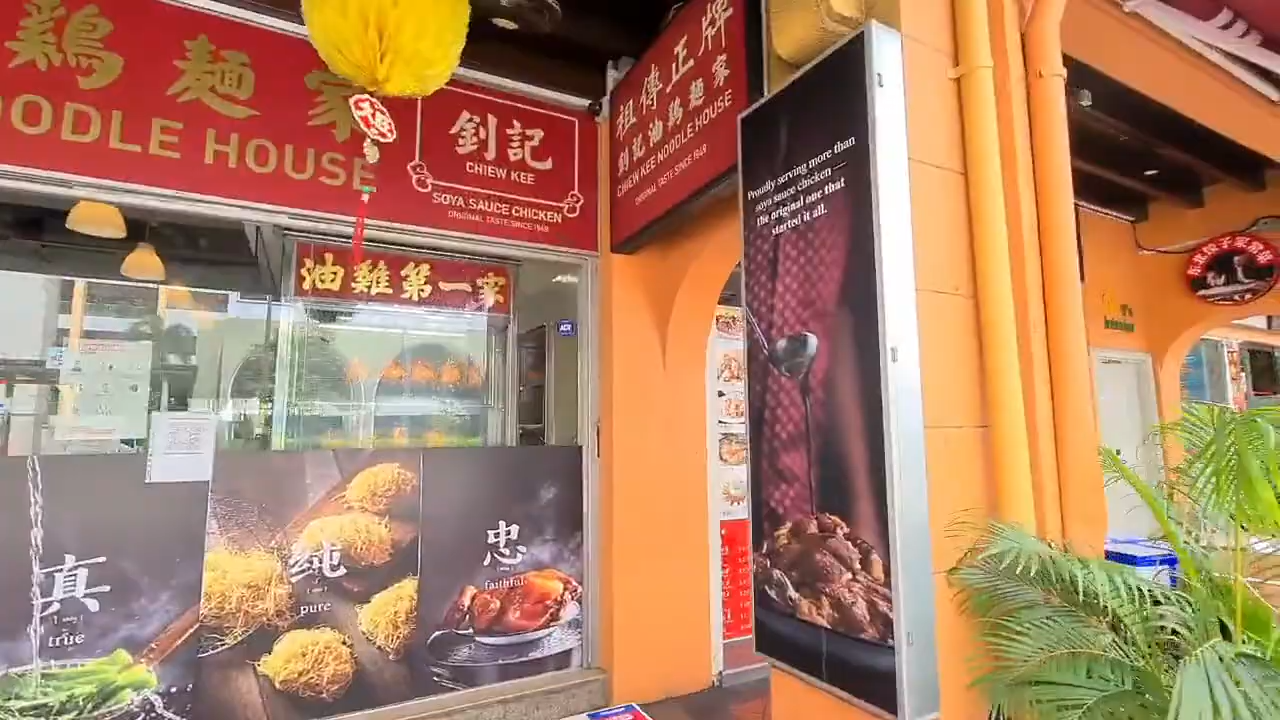 鷄麵家
NOODLE HOUSE
釗記
CHIEW KEE
SOYA SAUCE CHICKEN
ORIGINAL TASTE SINCE 1949
油雞第一家
祖傳正牌
釗記油鷄麵家
CHIEW KEE NOODLE HOUSE
ORIGINAL TASTE SINCE 1949
Proudly serving more than
soya sauce chicken —
the original one that
started it all.
真
true
纯
pure
忠
faithful